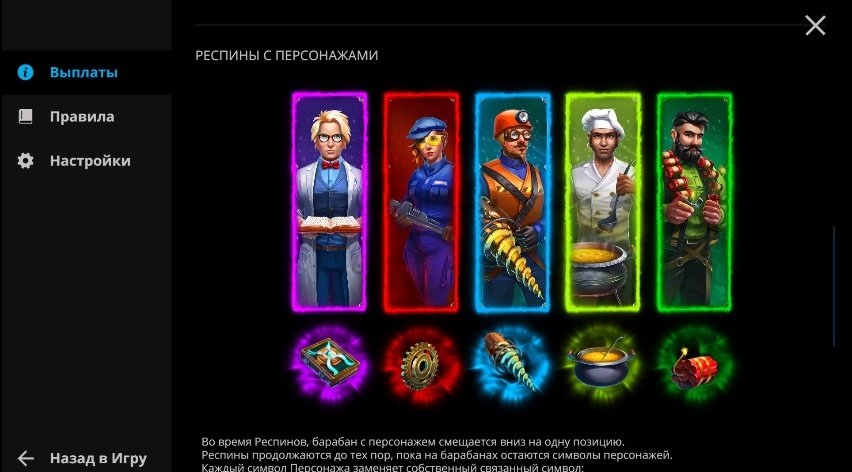 РЕСПИНЫ С ПЕРСОНАЖАМИ
Выплаты
Правила
Настройки
Во время Респинов, барабан с персонажем смещается вниз на одну позицию.
Респины продолжаются до тех пор, пока на барабанах остаются символы персонажей.
Назад в Игру
Каждый символ Персонажа заменяет собственный связанный символ: